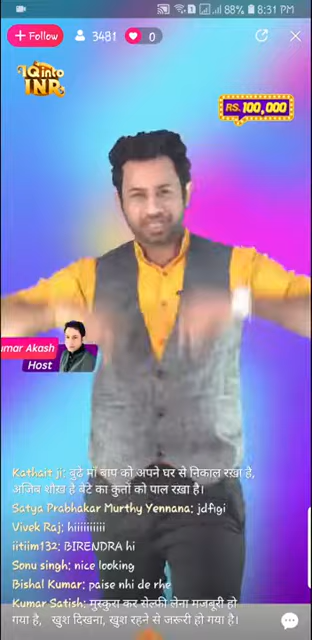 88% 8:31 PM
+ Follow
3481
0
IQ into
INR
RS. 100,000
umar Akash
Host
Kathait ji: बुढे माँ बाप को अपने घर से निकाल रखा है,
अजिब शौख़ है बेटे का कुतों को पाल रखा है।
Satya Prabhakar Murthy Yennana: jdfigi
Vivek Raj: hiiiiiiiiii
iitiim132: BIRENDRA hi
Sonu singh: nice looking
Bishal Kumar: paise nhi de rhe
Kumar Satish: मुस्कुरा कर सेल्फी लेना मजबूरी हो
गया है, खुश दिखना, खुश रहने से जरूरी हो गया है।